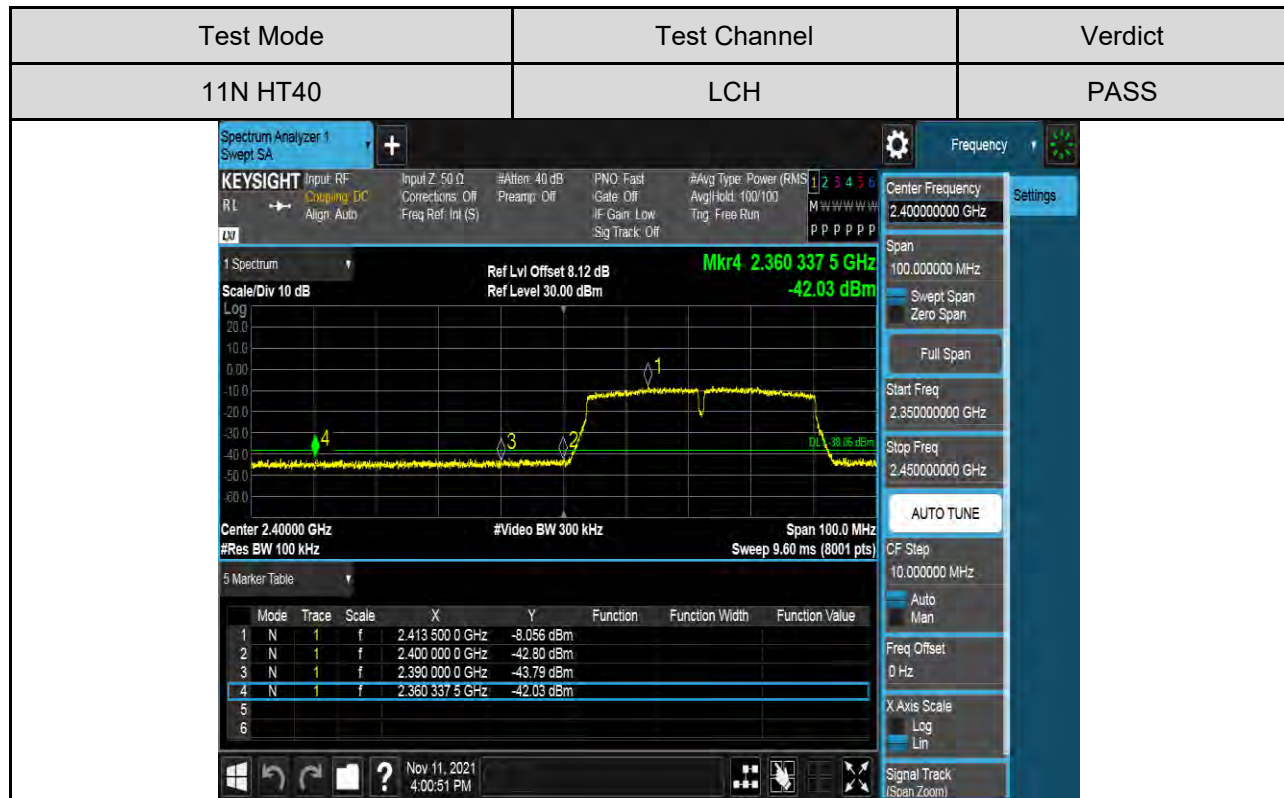 Test Mode Test Channel Verdict
11N HT40 LCH PASS
Spectrum Analyzer 1
Swept SA
+
Frequency
Settings
KEYSIGHT Input: RF Input Z: 50 Ω #Atten: 40 dB PNO: Fast #Avg Type: Power (RMS 1 2 3 4 5 6
RL Coupling: DC Corrections: Off Preamp: Off Gate: Off Avg|Hold: 100/100 M W W W W W
Align: Auto Freq Ref: Int (S) IF Gain: Low Trig: Free Run
LXI Sig Track: Off P P P P P P
Center Frequency
2.400000000 GHz
Span
100.000000 MHz
Swept Span
Zero Span
Full Span
Start Freq
2.350000000 GHz
Stop Freq
2.450000000 GHz
AUTO TUNE
CF Step
10.000000 MHz
Auto
Man
Freq Offset
0 Hz
X Axis Scale
Log
Lin
Signal Track
(Span Zoom)
1 Spectrum Ref Lvl Offset 8.12 dB Mkr4 2.360 337 5 GHz
Scale/Div 10 dB Ref Level 30.00 dBm -42.03 dBm
Log
20.0
10.0
0.00
-10.0
-20.0
-30.0
-40.0
-50.0
-60.0
1
4 3 2
DL1 -38.06 dBm
Center 2.40000 GHz #Video BW 300 kHz Span 100.0 MHz
#Res BW 100 kHz Sweep 9.60 ms (8001 pts)
5 Marker Table
Mode Trace Scale X Y Function Function Width Function Value
1 N 1 f 2.413 500 0 GHz -8.056 dBm
2 N 1 f 2.400 000 0 GHz -42.80 dBm
3 N 1 f 2.390 000 0 GHz -43.79 dBm
4 N 1 f 2.360 337 5 GHz -42.03 dBm
5
6
? Nov 11, 2021
4:00:51 PM